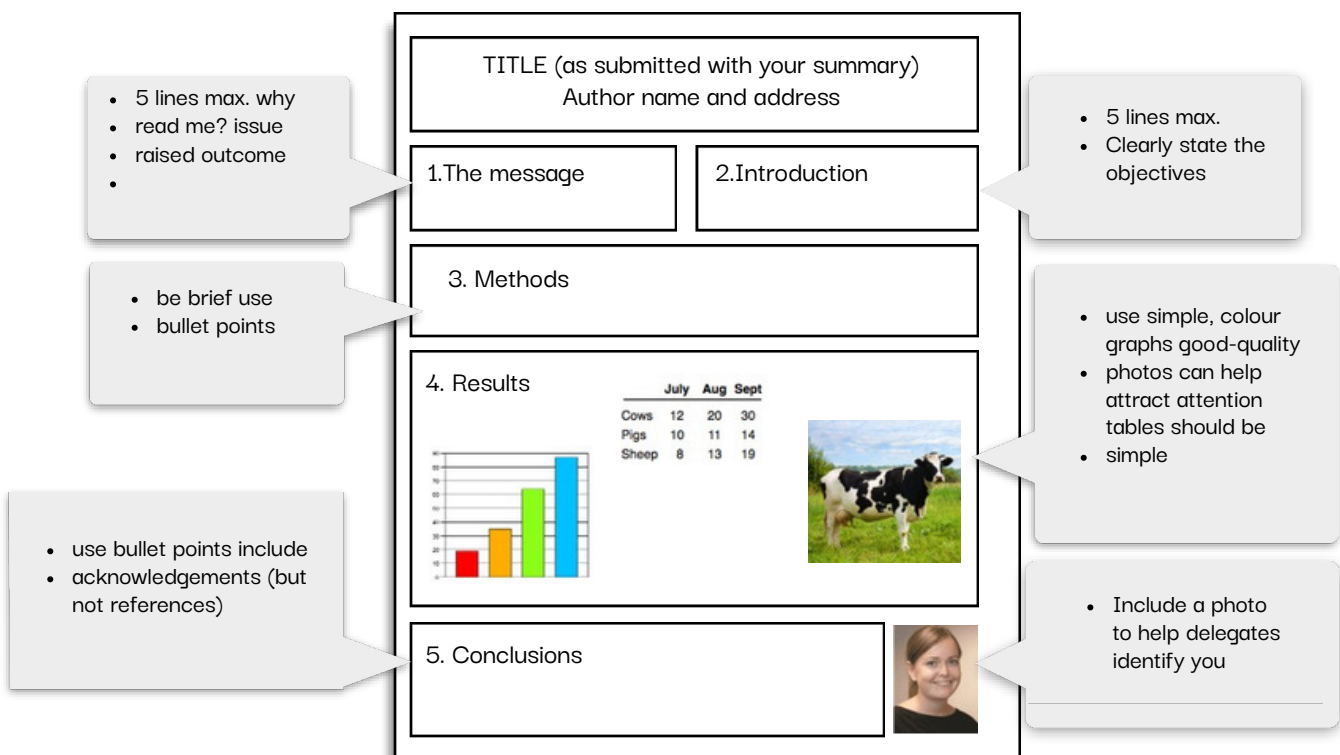 TITLE (as submitted with your summary)
Author name and address
• 5 lines max. why
• read me? issue
• raised outcome
•
• 5 lines max.
• Clearly state the
objectives
1.The message
2.Introduction
• be brief use
• bullet points
3. Methods
• use simple, colour
graphs good-quality
• photos can help
attract attention
tables should be
• simple
4. Results
July Aug Sept
Cows 12 20 30
Pigs 10 11 14
Sheep 8 13 19
• use bullet points include
• acknowledgements (but
not references)
5. Conclusions
• Include a photo
to help delegates
identify you